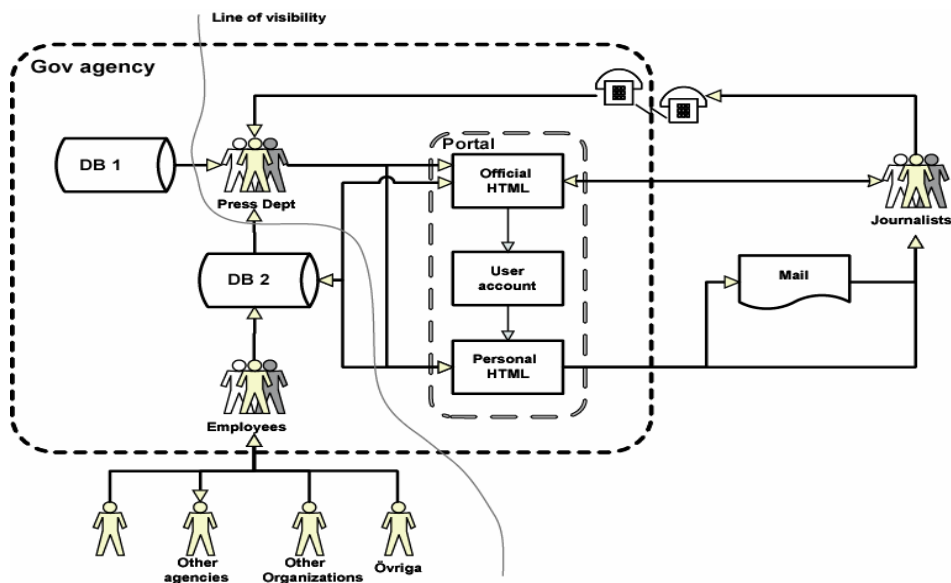 Line of visibility
Gov agency
DB 1
Press Dept
Portal
Official
HTML
Journalists
DB 2
User
account
Mail
Personal
HTML
Employees
Other
agencies
Other
Organizations
Övriga